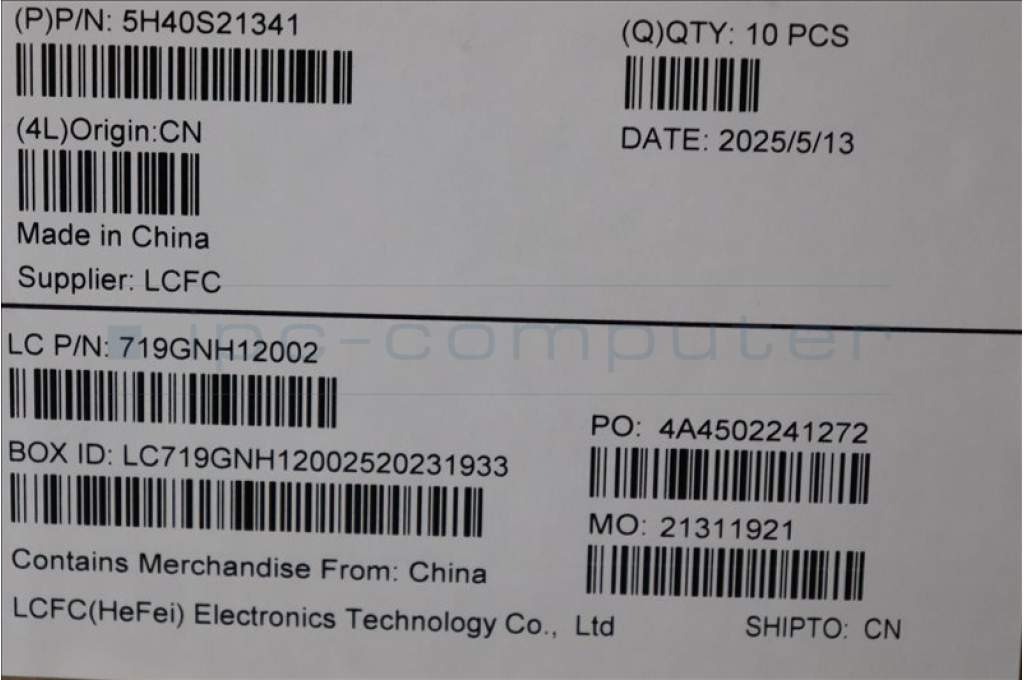 (P)P/N: 5H40S21341
(Q)QTY: 10 PCS
(4L)Origin:CN
DATE: 2025/5/13
Made in China
Supplier: LCFC
ipc-computer
LC P/N: 719GNH12002
PO: 4A4502241272
BOX ID: LC719GNH12002520231933
MO: 21311921
Contains Merchandise From: China
LCFC(HeFei) Electronics Technology Co., Ltd
SHIPTO: CN